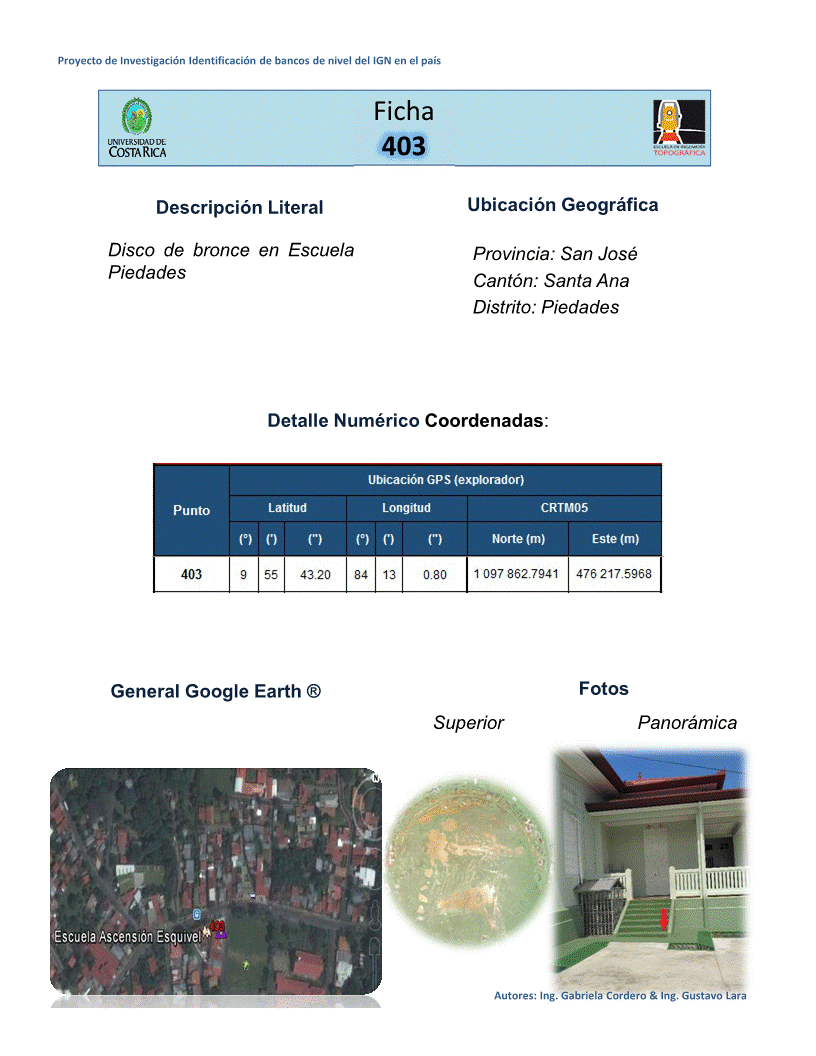 Proyecto de Investigación Identificación de bancos de nivel del IGN en el país
UNIVERSIDAD DE
COSTA RICA
Ficha
403
ESCUELA DE INGENIERÍA
TOPOGRÁFICA
Descripción Literal
Disco de bronce en Escuela
Piedades
Ubicación Geográfica
Provincia: San José
Cantón: Santa Ana
Distrito: Piedades
Detalle Numérico Coordenadas:
Punto
Ubicación GPS (explorador)
Latitud Longitud CRTM05
(°) (') (") (°) (') (") Norte (m) Este (m)
403 9 55 43.20 84 13 0.80 1 097 862.7941 476 217.5968
General Google Earth ®
Fotos
Superior Panorámica
N
403
Escuela Ascensión Esquivel
Autores: Ing. Gabriela Cordero & Ing. Gustavo Lara